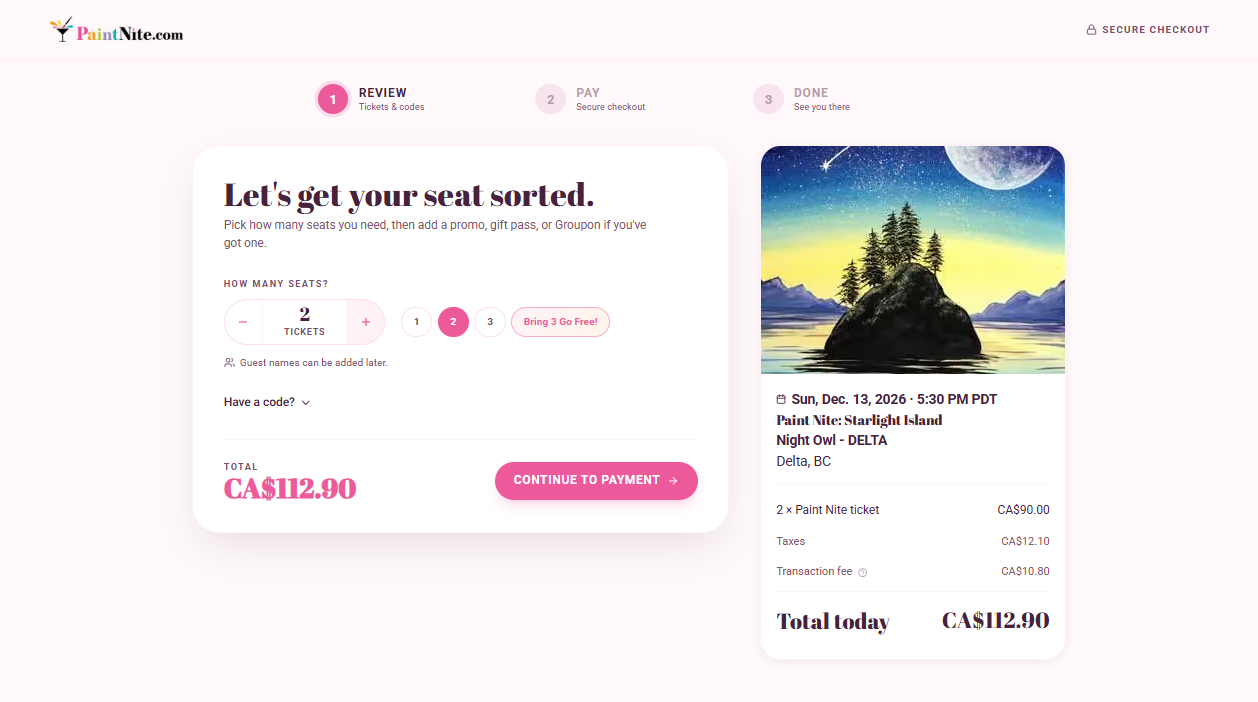 PaintNite.com
SECURE CHECKOUT
1
REVIEW
Tickets & codes
2
PAY
Secure checkout
3
DONE
See you there
Let's get your seat sorted.
Pick how many seats you need, then add a promo, gift pass, or Groupon if you've
got one.
HOW MANY SEATS?
−
2
TICKETS
+
1
2
3
Bring 3 Go Free!
Guest names can be added later.
Have a code?
TOTAL
CA$112.90
CONTINUE TO PAYMENT →
Sun, Dec. 13, 2026 · 5:30 PM PDT
Paint Nite: Starlight Island
Night Owl - DELTA
Delta, BC
2 × Paint Nite ticket CA$90.00
Taxes CA$12.10
Transaction fee ? CA$10.80
Total today CA$112.90